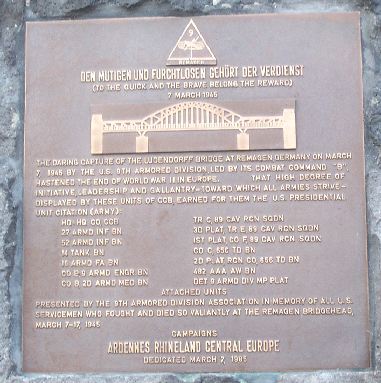 9
REMAGEN
DEN MUTIGEN UND FURCHTLOSEN GEHÖRT DER VERDIENST
(TO THE QUICK AND THE BRAVE BELONG THE REWARD)
7 MARCH 1945
THE DARING CAPTURE OF THE LUDENDORFF BRIDGE AT REMAGEN GERMANY ON MARCH
7, 1945 BY THE U.S. 9TH ARMORED DIVISION LED BY ITS COMBAT COMMAND "B",
HASTENED THE END OF WORLD WAR II IN EUROPE. THAT HIGH DEGREE OF
INITIATIVE, LEADERSHIP AND GALLANTRY-TOWARD WHICH ALL ARMIES STRIVE-
DISPLAYED BY THESE UNITS OF CCB EARNED FOR THEM THE U.S. PRESIDENTIAL
UNIT CITATION (ARMY):
HQ HQ CO CCB TR C, 89 CAV RCN SQDN
27 ARMD INF BN 3D PLAT TR E, 89 CAV RCN SQDN
52 ARMD INF BN 1ST PLAT CO F, 89 CAV RCN SQDN
14 TANK BN CO C, 656 TD BN
16 ARMD FA BN 2D PLAT RCN CO, 656 TD BN
CO B 9 ARMD ENGR BN 482 AAA AW BN
CO B, 2D ARMD MED BN DET 9 ARMD DIV MP PLAT
ATTACHED UNITS
PRESENTED BY THE 9TH ARMORED DIVISION ASSOCIATION IN MEMORY OF ALL U.S.
SERVICEMEN WHO FOUGHT AND DIED SO VALIANTLY AT THE REMAGEN BRIDGEHEAD,
MARCH 7-17, 1945
CAMPAIGNS
ARDENNES RHINELAND CENTRAL EUROPE
DEDICATED MARCH 7, 1985